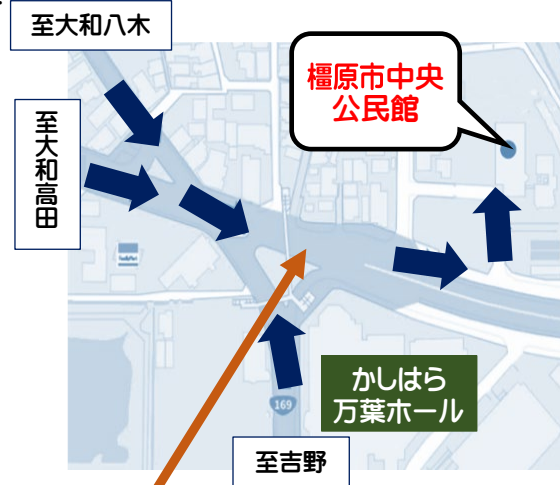 至大和八木
至大和高田
橿原市中央
公民館
かしはら
万葉ホール
169
至吉野